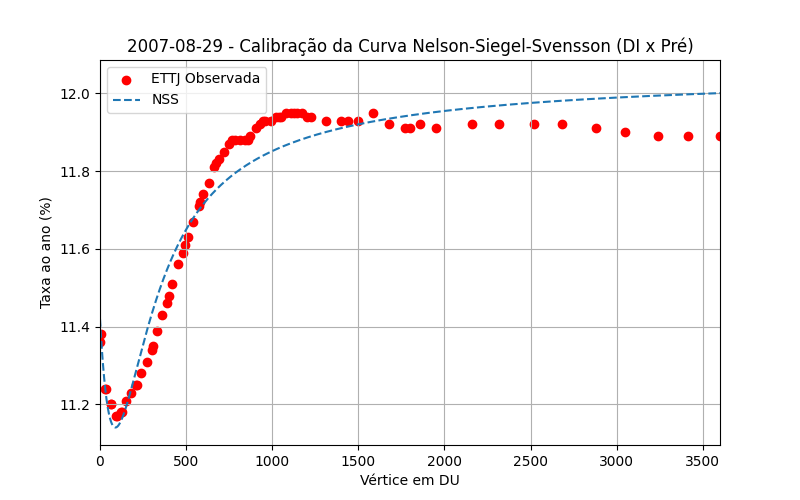 2007-08-29 - Calibração da Curva Nelson-Siegel-Svensson (DI x Pré)
ETTJ Observada
NSS
Taxa ao ano (%)
12.0
11.8
11.6
11.4
11.2
0 500 1000 1500 2000 2500 3000 3500
Vértice em DU